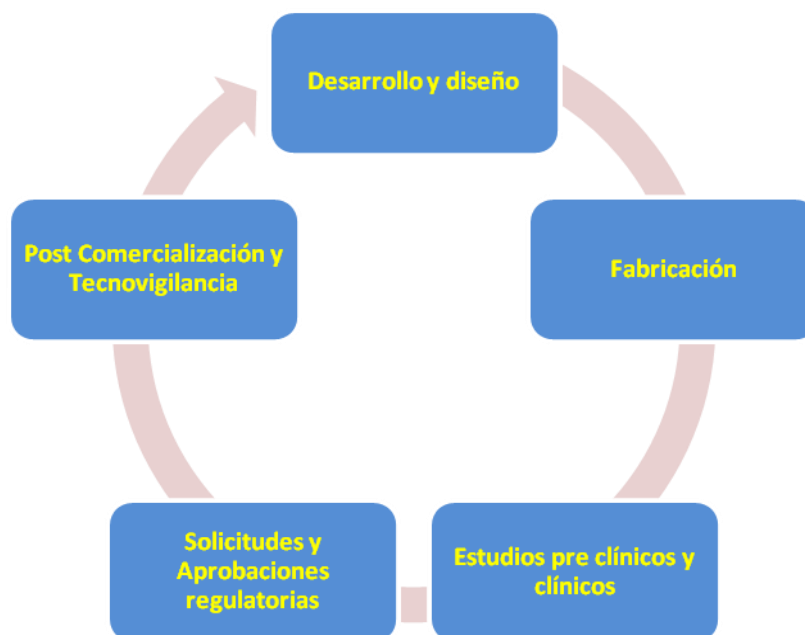 Desarrollo y diseño
Fabricación
Estudios pre clínicos y
clínicos
Solicitudes y
Aprobaciones
regulatorias
Post Comercialización y
Tecnovigilancia